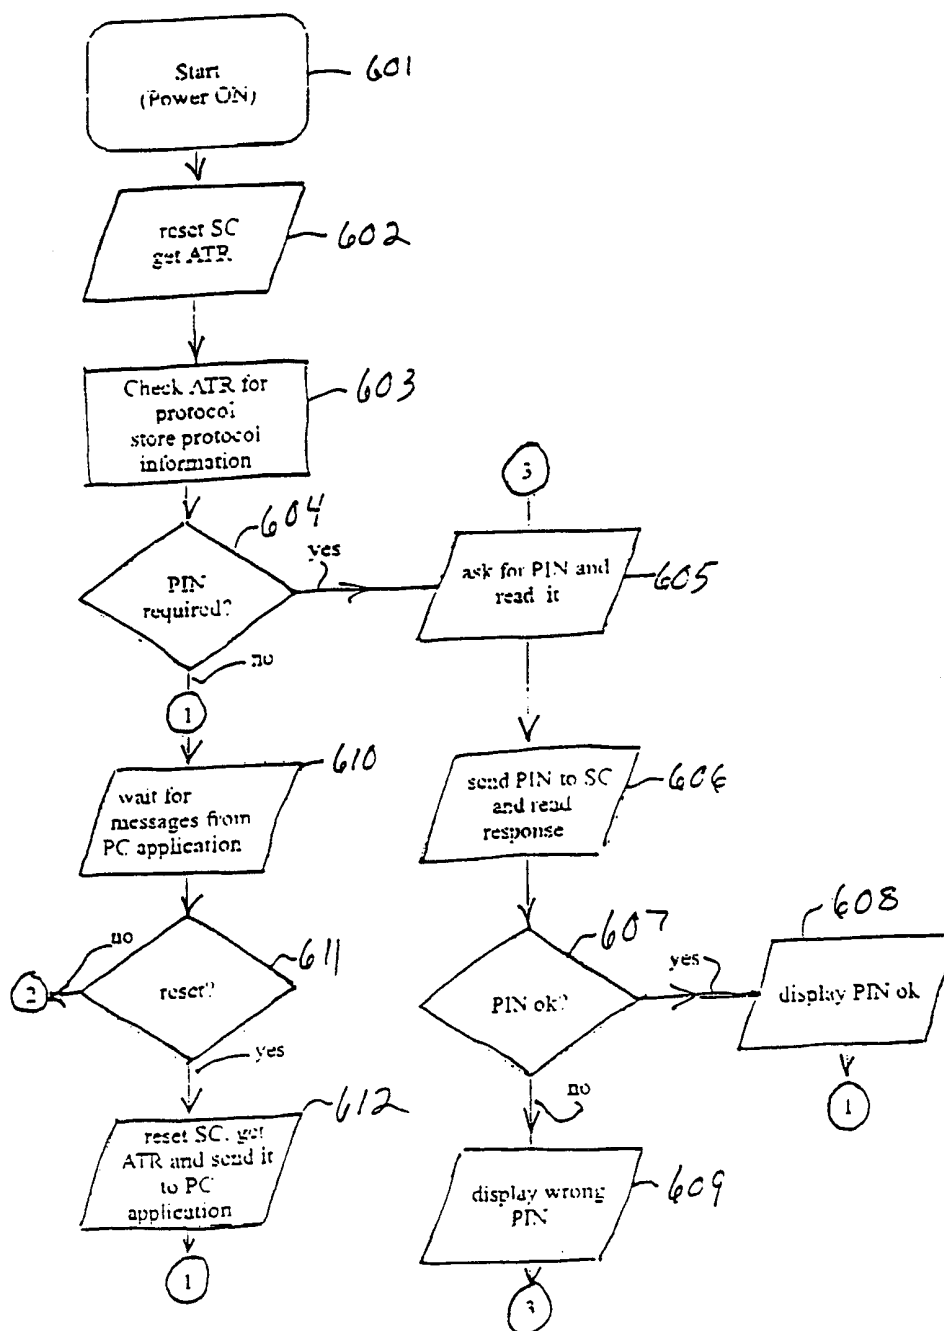 Start
(Power ON)
601
reset SC
get ATR
602
Check ATR for
protocol
store protocol
information
603
604
PIN
required?
yes
no
3
ask for PIN and
read it
605
1
610
wait for
messages from
PC application
send PIN to SC
and read
response
606
611
reset?
no
2
yes
607
PIN ok?
yes
no
608
display PIN ok
1
612
reset SC, get
ATR and send it
to PC
application
1
display wrong
PIN
609
3